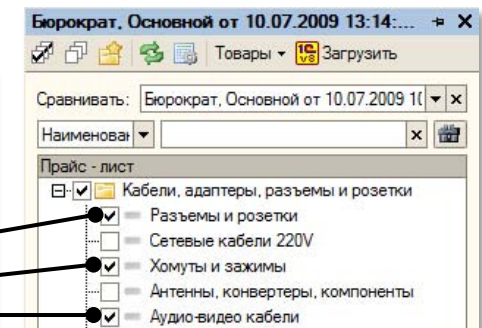 Бюрократ, Основной от 10.07.2009 13:14:...
Товары 1С V8 Загрузить
Сравнивать: Бюрократ, Основной от 10.07.2009 1(
Наименован
Прайс - лист
Кабели, адаптеры, разъемы и розетки
Разъемы и розетки
Сетевые кабели 220V
Хомуты и зажимы
Антенны, конвертеры, компоненты
Аудио-видео кабели